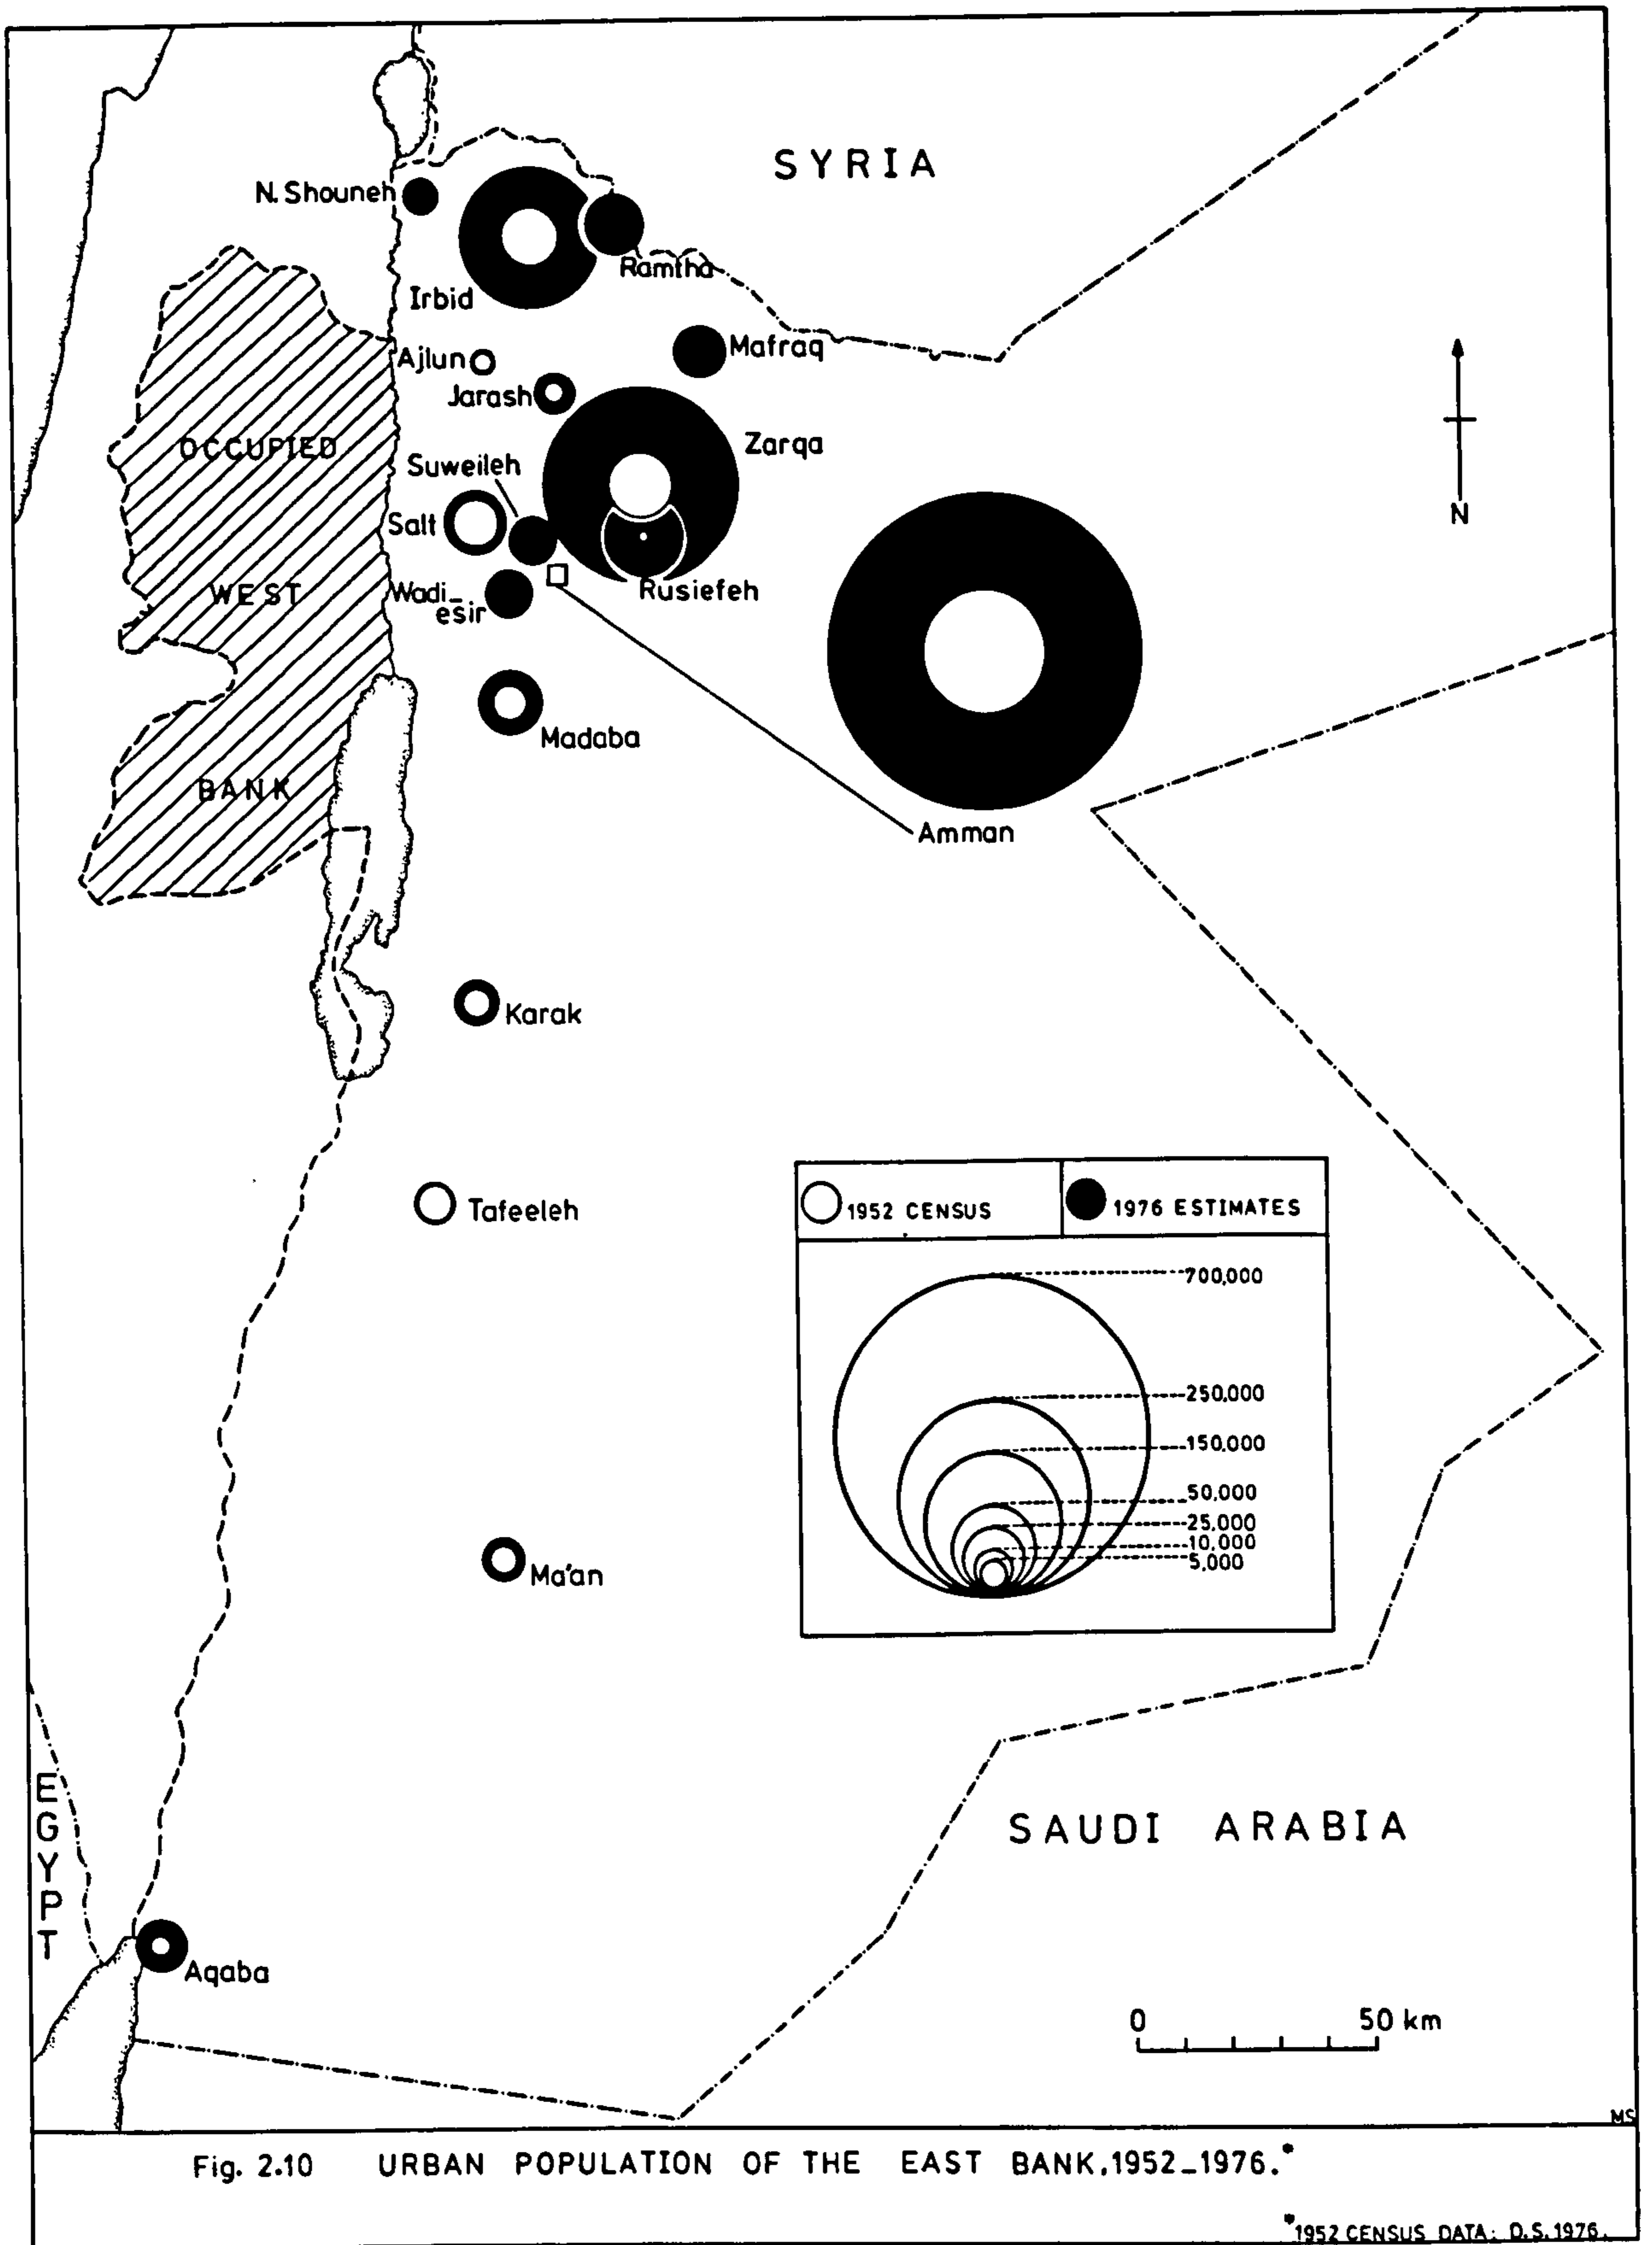 SYRIA
N. Shouneh
Ramtha
Irbid
Mafraq
Ajlun
Jarash
Zarqa
OCCUPIED
Suweileh
Salt
N
WEST
Wadi_
esir
Rusiefeh
Madaba
BANK
Amman
Karak
Tafeeleh
1952 CENSUS
1976 ESTIMATES
700,000
250,000
150,000
50,000
25,000
10,000
5,000
Ma'an
EGYPT
SAUDI ARABIA
Aqaba
0 50 km
MS
Fig. 2.10 URBAN POPULATION OF THE EAST BANK,1952_1976.*
*1952 CENSUS DATA: D.S.1976.